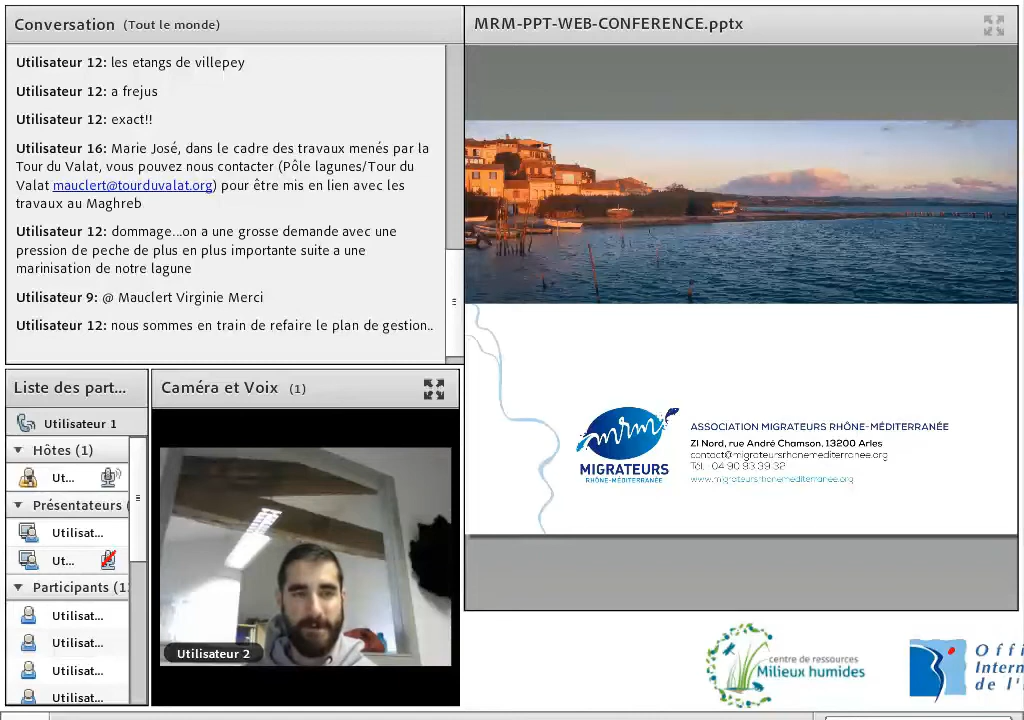 Conversation (Tout le monde)
Utilisateur 12: les etangs de villepey
Utilisateur 12: a frejus
Utilisateur 12: exact!!
Utilisateur 16: Marie José, dans le cadre des travaux menés par la
Tour du Valat, vous pouvez nous contacter (Pôle lagunes/Tour du
Valat mauclert@tourduvalat.org) pour être mis en lien avec les
travaux au Maghreb
Utilisateur 12: dommage...on a une grosse demande avec une
pression de peche de plus en plus importante suite a une
marinisation de notre lagune
Utilisateur 9: @ Mauclert Virginie Merci
Utilisateur 12: nous sommes en train de refaire le plan de gestion..
Liste des part...
Utilisateur 1
Hôtes (1)
Ut...
Présentateurs (
Utilisat...
Ut...
Participants (1
Utilisat...
Utilisat...
Utilisat...
Utilisat...
Caméra et Voix (1)
Utilisateur 2
MRM-PPT-WEB-CONFERENCE.pptx
mrm
MIGRATEURS
RHÔNE-MÉDITERRANÉE
ASSOCIATION MIGRATEURS RHÔNE-MÉDITERRANÉE
ZI Nord, rue André Chamson, 13200 Arles
contact@migrateursrhonemediterranee.org
Tél. : 04 90 93 39 32
www.migrateursrhonemediterranee.org
centre de ressources
Milieux humides
Offi
Intern
de l'